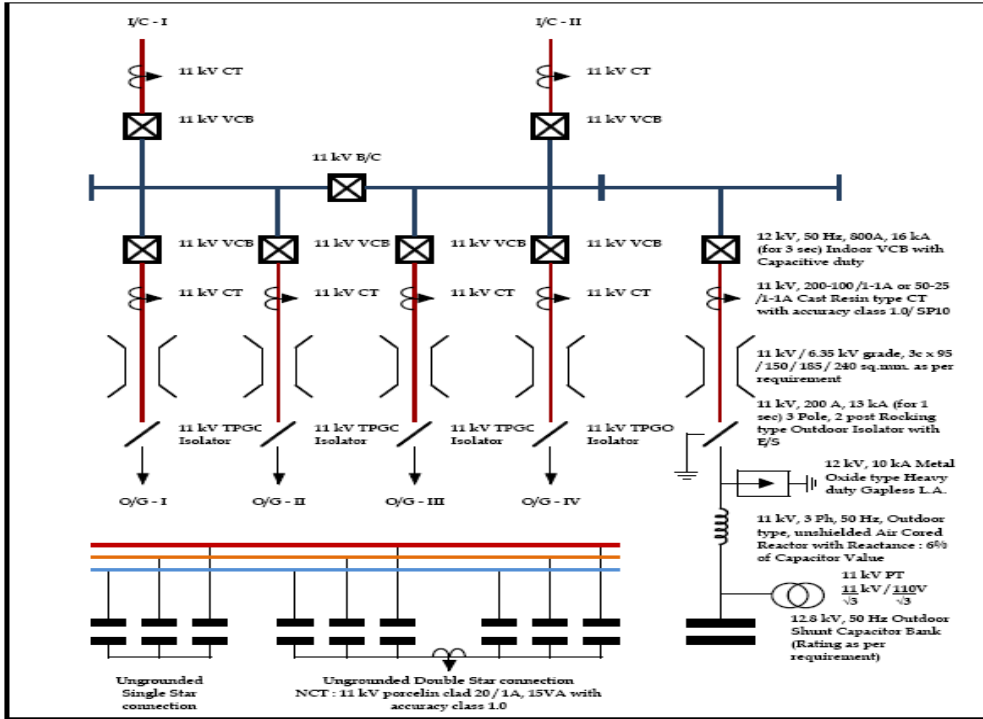 I/C - I
I/C - II
11 kV CT
11 kV CT
11 kV VCB
11 kV VCB
11 kV B/C
11 kV VCB
11 kV VCB
11 kV VCB
11 kV VCB
12 kV, 50 Hz, 800A, 16 kA
(for 3 sec) Indoor VCB with
Capacitive duty
11 kV CT
11 kV CT
11 kV CT
11 kV CT
11 kV, 200-100/1-1A or 50-25
/1-1A Cast Resin type CT
with accuracy class 1.0/ 5P10
11 kV / 6.35 kV grade, 3c x 95
/ 150 / 185 / 240 sq.mm. as per
requirement
11 kV TPGO
Isolator
11 kV TPGO
Isolator
11 kV TPGO
Isolator
11 kV TPGO
Isolator
11 kV, 200 A, 13 kA (for 1
sec) 3 Pole, 2 post Rocking
type Outdoor Isolator with
E/S
O/G - I
O/G - II
O/G - III
O/G - IV
12 kV, 10 kA Metal
Oxide type Heavy
duty Gapless L.A.
11 kV, 3 Ph, 50 Hz, Outdoor
type, unshielded Air Cored
Reactor with Reactance : 6%
of Capacitor Value
11 kV PT
11 kV / 110V
√3 √3
12.8 kV, 50 Hz Outdoor
Shunt Capacitor Bank
(Rating as per
requirement)
Ungrounded
Single Star
connection
Ungrounded Double Star connection
NCT : 11 kV porcelin clad 20 / 1A, 15VA with
accuracy class 1.0